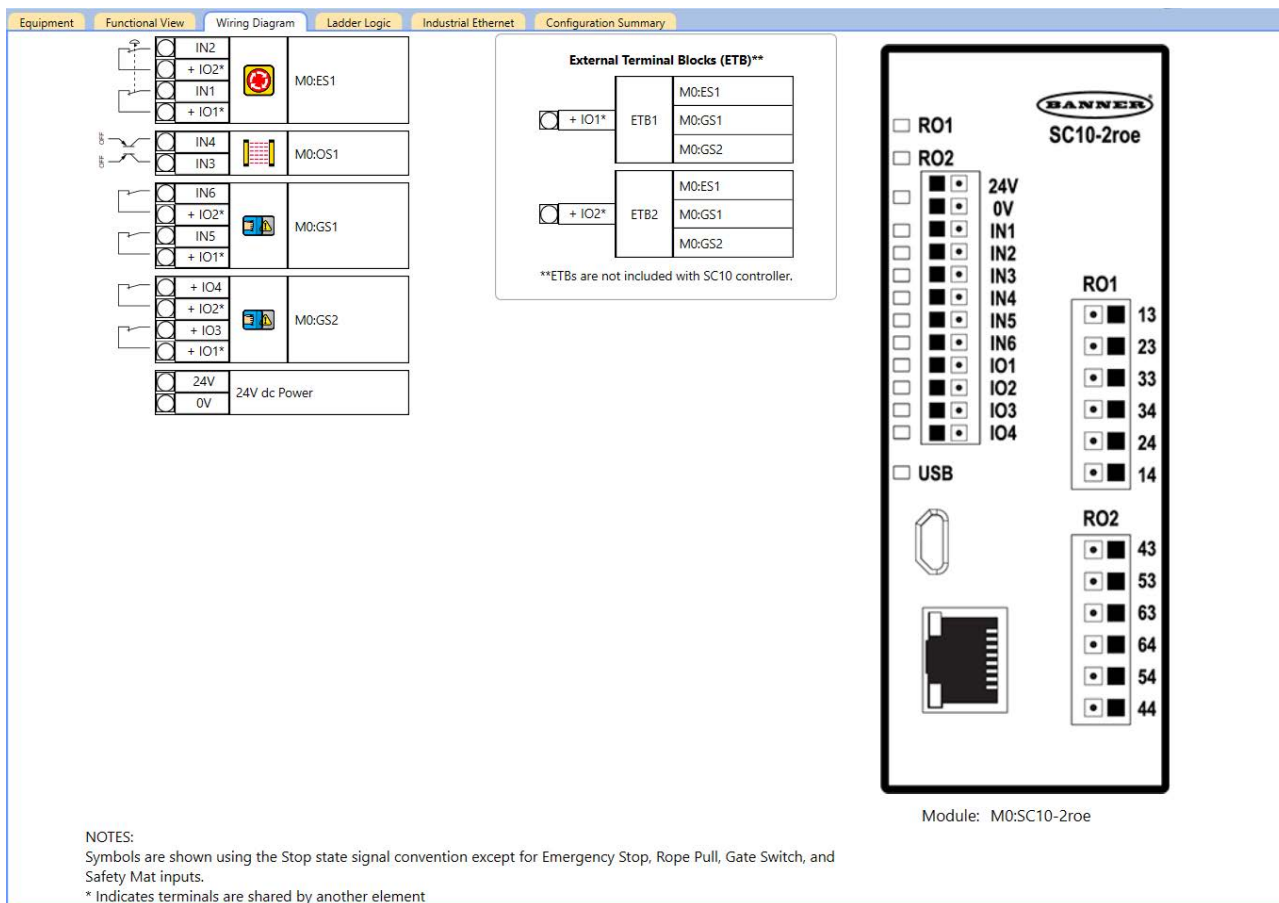 Equipment
Functional View
Wiring Diagram
Ladder Logic
Industrial Ethernet
Configuration Summary
IN2
+ IO2*
IN1
+ IO1*
M0:ES1
OFF
OFF
IN4
IN3
M0:OS1
IN6
+ IO2*
IN5
+ IO1*
M0:GS1
+ IO4
+ IO2*
+ IO3
+ IO1*
M0:GS2
24V
0V
24V dc Power
External Terminal Blocks (ETB)**
+ IO1*
ETB1
M0:ES1
M0:GS1
M0:GS2
+ IO2*
ETB2
M0:ES1
M0:GS1
M0:GS2
**ETBs are not included with SC10 controller.
BANNER
SC10-2roe
RO1
RO2
24V
0V
IN1
IN2
IN3
IN4
IN5
IN6
IO1
IO2
IO3
IO4
USB
RO1
13
23
33
34
24
14
RO2
43
53
63
64
54
44
Module: M0:SC10-2roe
NOTES:
Symbols are shown using the Stop state signal convention except for Emergency Stop, Rope Pull, Gate Switch, and
Safety Mat inputs.
* Indicates terminals are shared by another element